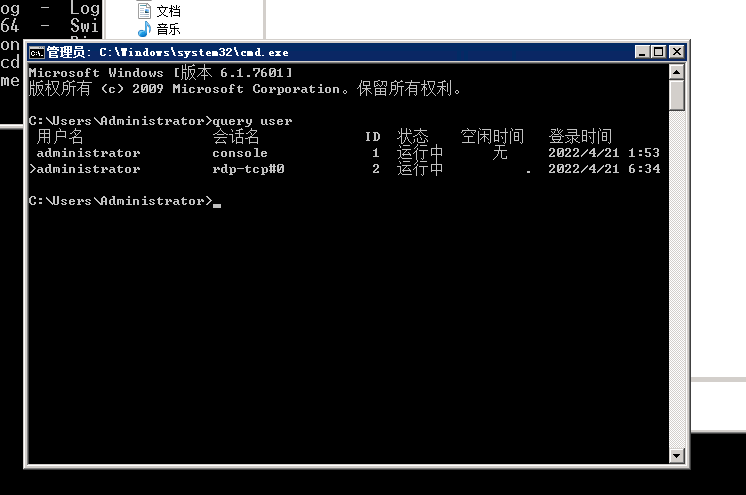 og  -  Log
64  -  Swi
on
cd
me
文档
音乐
管理员: C:\Windows\system32\cmd.exe
Microsoft Windows [版本 6.1.7601]
版权所有 (c) 2009 Microsoft Corporation。保留所有权利。
C:\Users\Administrator>query user
用户名 会话名 ID 状态 空闲时间 登录时间
administrator console 1 运行中 无 2022/4/21 1:53
>administrator rdp-tcp#0 2 运行中 . 2022/4/21 6:34
C:\Users\Administrator>